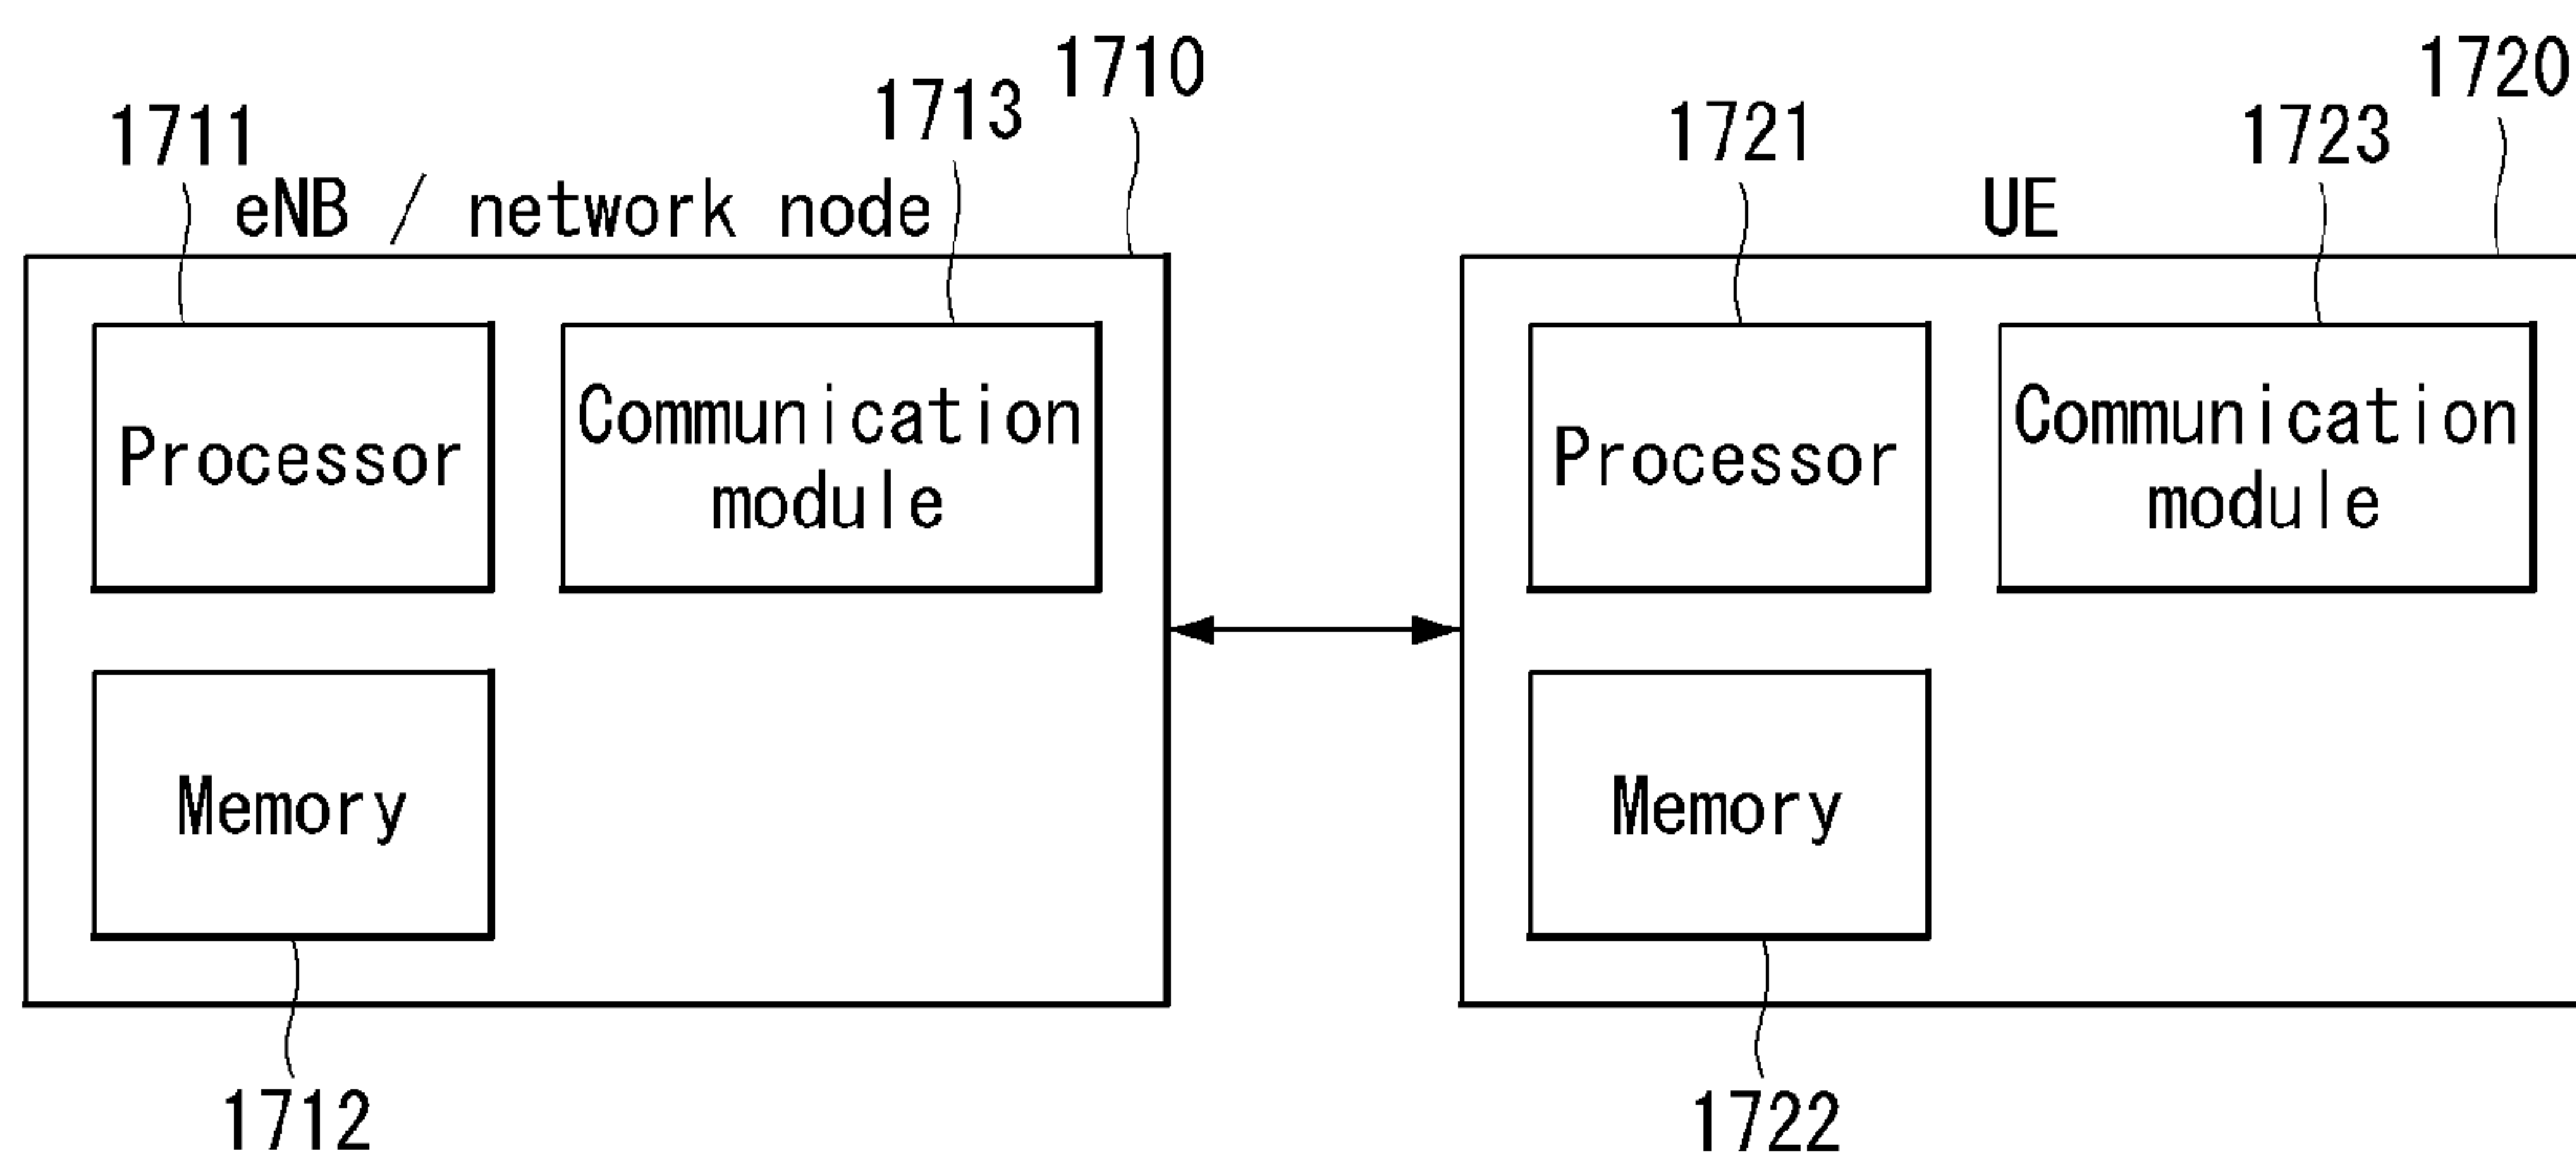 1710
1720
1713
1711
1721
1723
eNB / network node
UE
Processor
Communication
module
Processor
Communication
module
Memory
Memory
1712
1722